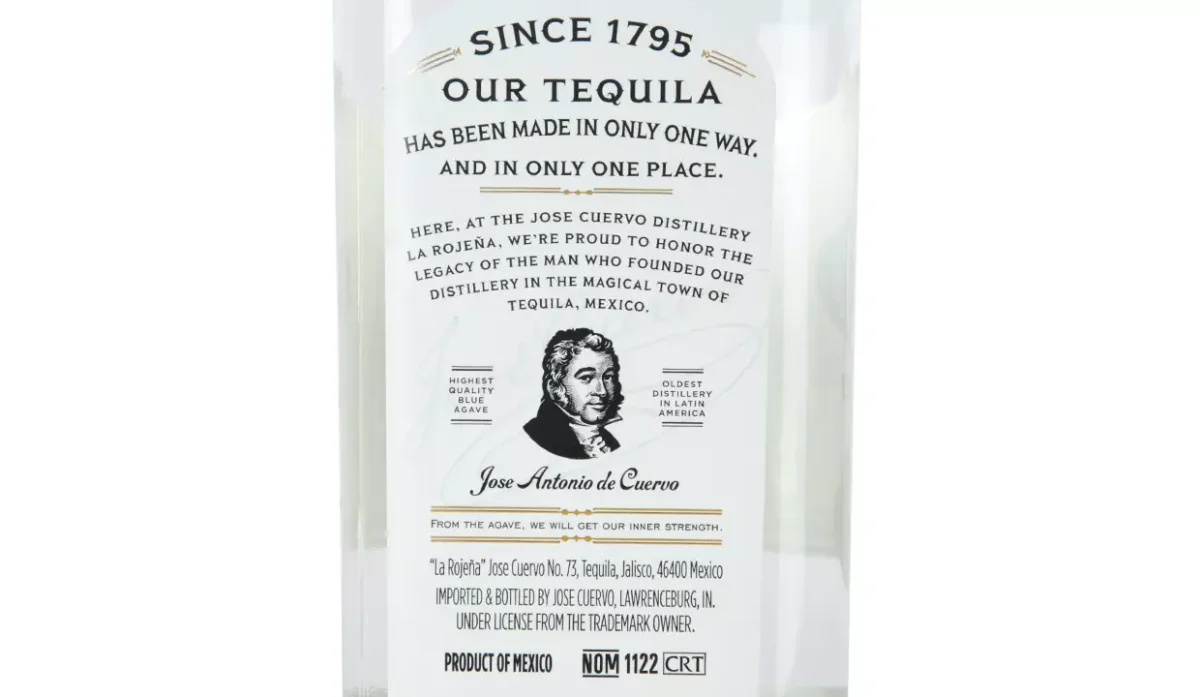 SINCE 1795
OUR TEQUILA
HAS BEEN MADE IN ONLY ONE WAY.
AND IN ONLY ONE PLACE.
HERE, AT THE JOSE CUERVO DISTILLERY
LA ROJEÑA, WE'RE PROUD TO HONOR THE
LEGACY OF THE MAN WHO FOUNDED OUR
DISTILLERY IN THE MAGICAL TOWN OF
TEQUILA, MEXICO.
HIGHEST
QUALITY
BLUE
AGAVE
OLDEST
DISTILLERY
IN LATIN
AMERICA
Jose Antonio de Cuervo
FROM THE AGAVE, WE WILL GET OUR INNER STRENGTH.
"La Rojeña" Jose Cuervo No. 73, Tequila, Jalisco, 46400 Mexico
IMPORTED & BOTTLED BY JOSE CUERVO, LAWRENCEBURG, IN.
UNDER LICENSE FROM THE TRADEMARK OWNER.
PRODUCT OF MEXICO NOM 1122 CRT